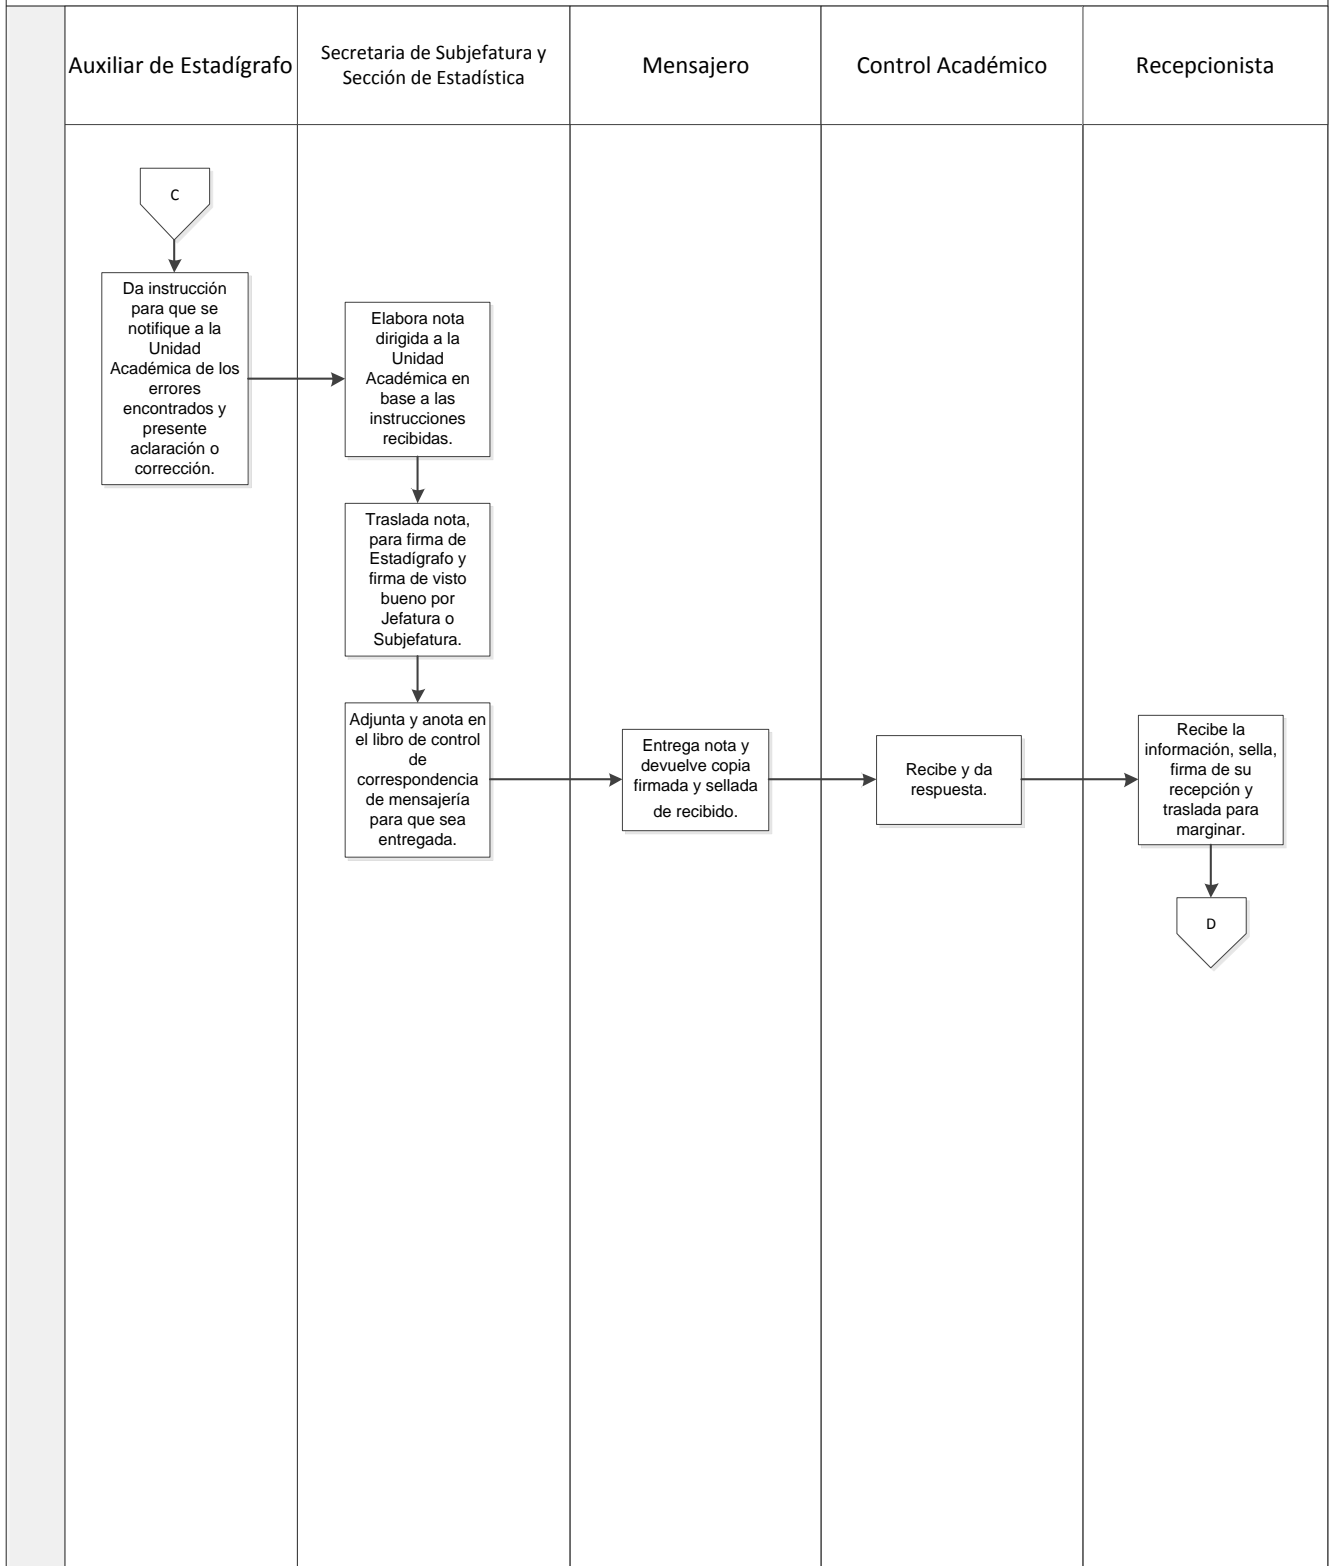 Auxiliar de Estadígrafo
Secretaria de Subjefatura y
Sección de Estadística
Mensajero
Control Académico
Recepcionista
C
Da instrucción
para que se
notifique a la
Unidad
Académica de los
errores
encontrados y
presente
aclaración o
corrección.
Elabora nota
dirigida a la
Unidad
Académica en
base a las
instrucciones
recibidas.
Traslada nota,
para firma de
Estadígrafo y
firma de visto
bueno por
Jefatura o
Subjefatura.
Adjunta y anota en
el libro de control
de
correspondencia
de mensajería
para que sea
entregada.
Entrega nota y
devuelve copia
firmada y sellada
de recibido.
Recibe y da
respuesta.
Recibe la
información, sella,
firma de su
recepción y
traslada para
marginar.
D